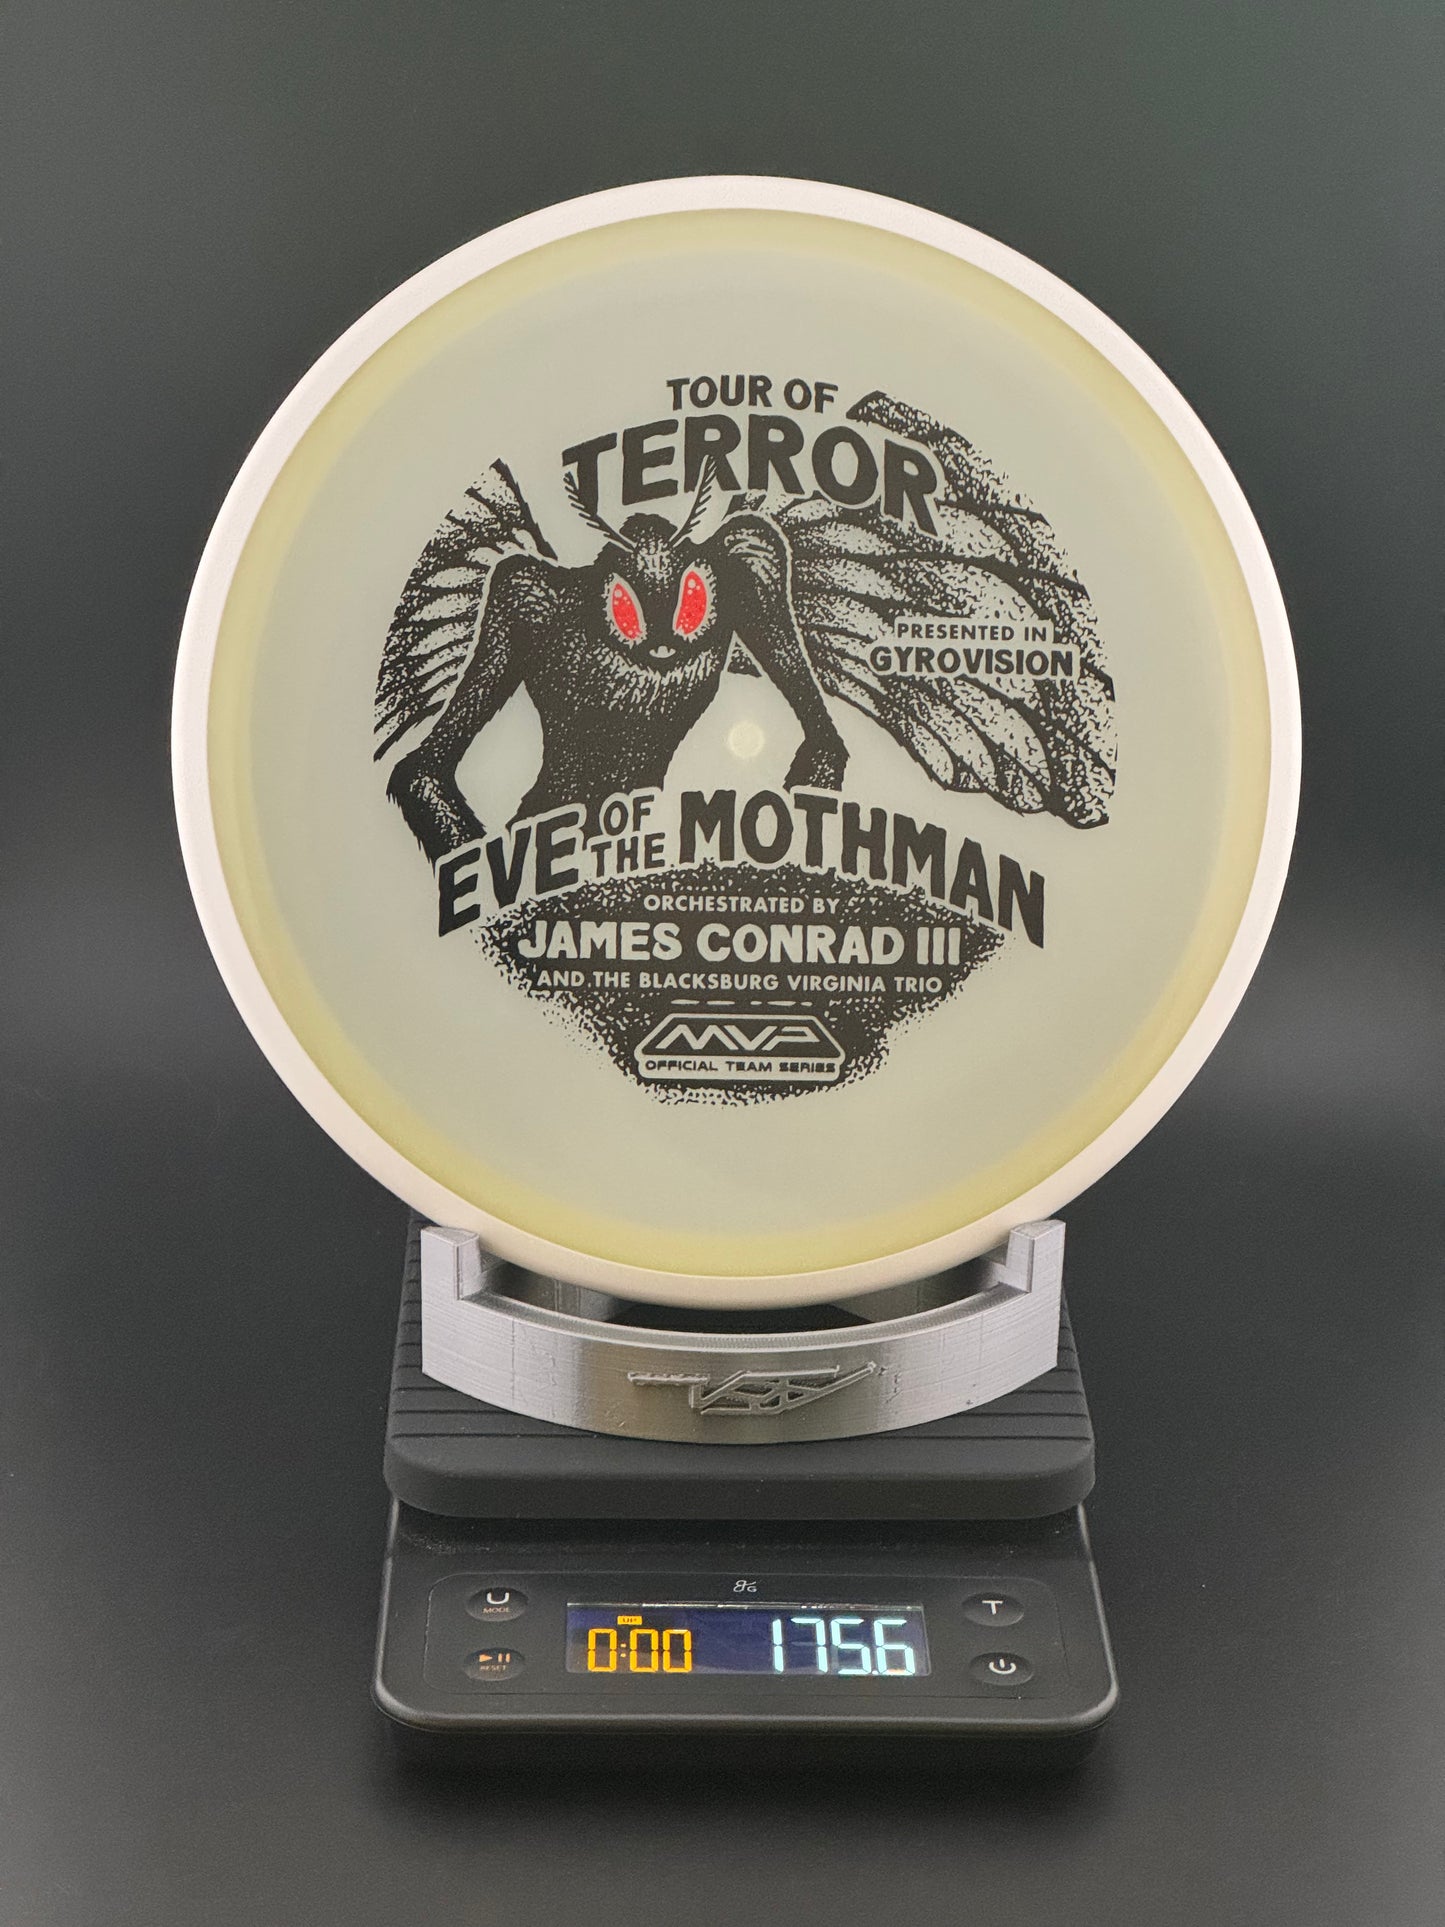 TOUR OF
TERROR
PRESENTED IN
GYROVISION
EVE OF THE MOTHMAN
ORCHESTRATED BY
JAMES CONRAD III
AND THE BLACKSBURG VIRGINIA TRIO
MVP
OFFICIAL TEAM SERIES
MODE
T
RESET
UP
0:00
175.6